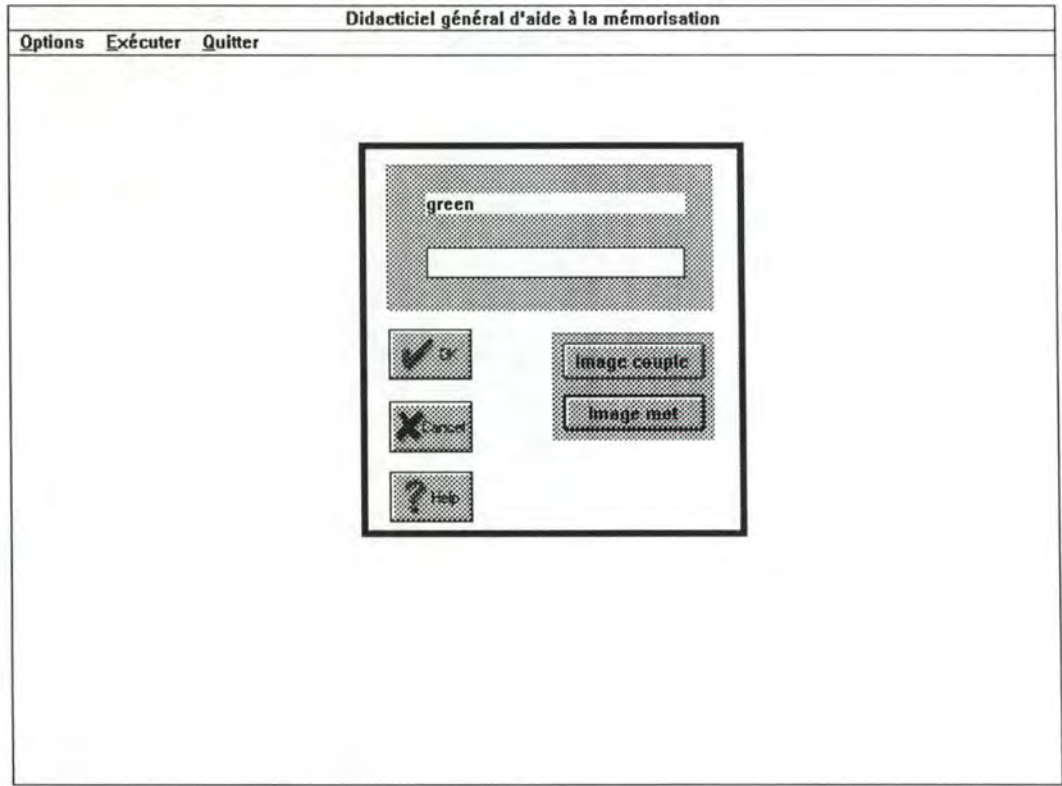 Didacticiel général d'aide à la mémorisation
Options Exécuter Quitter
green
OK
Image couple
Cancel
Image mot
Help